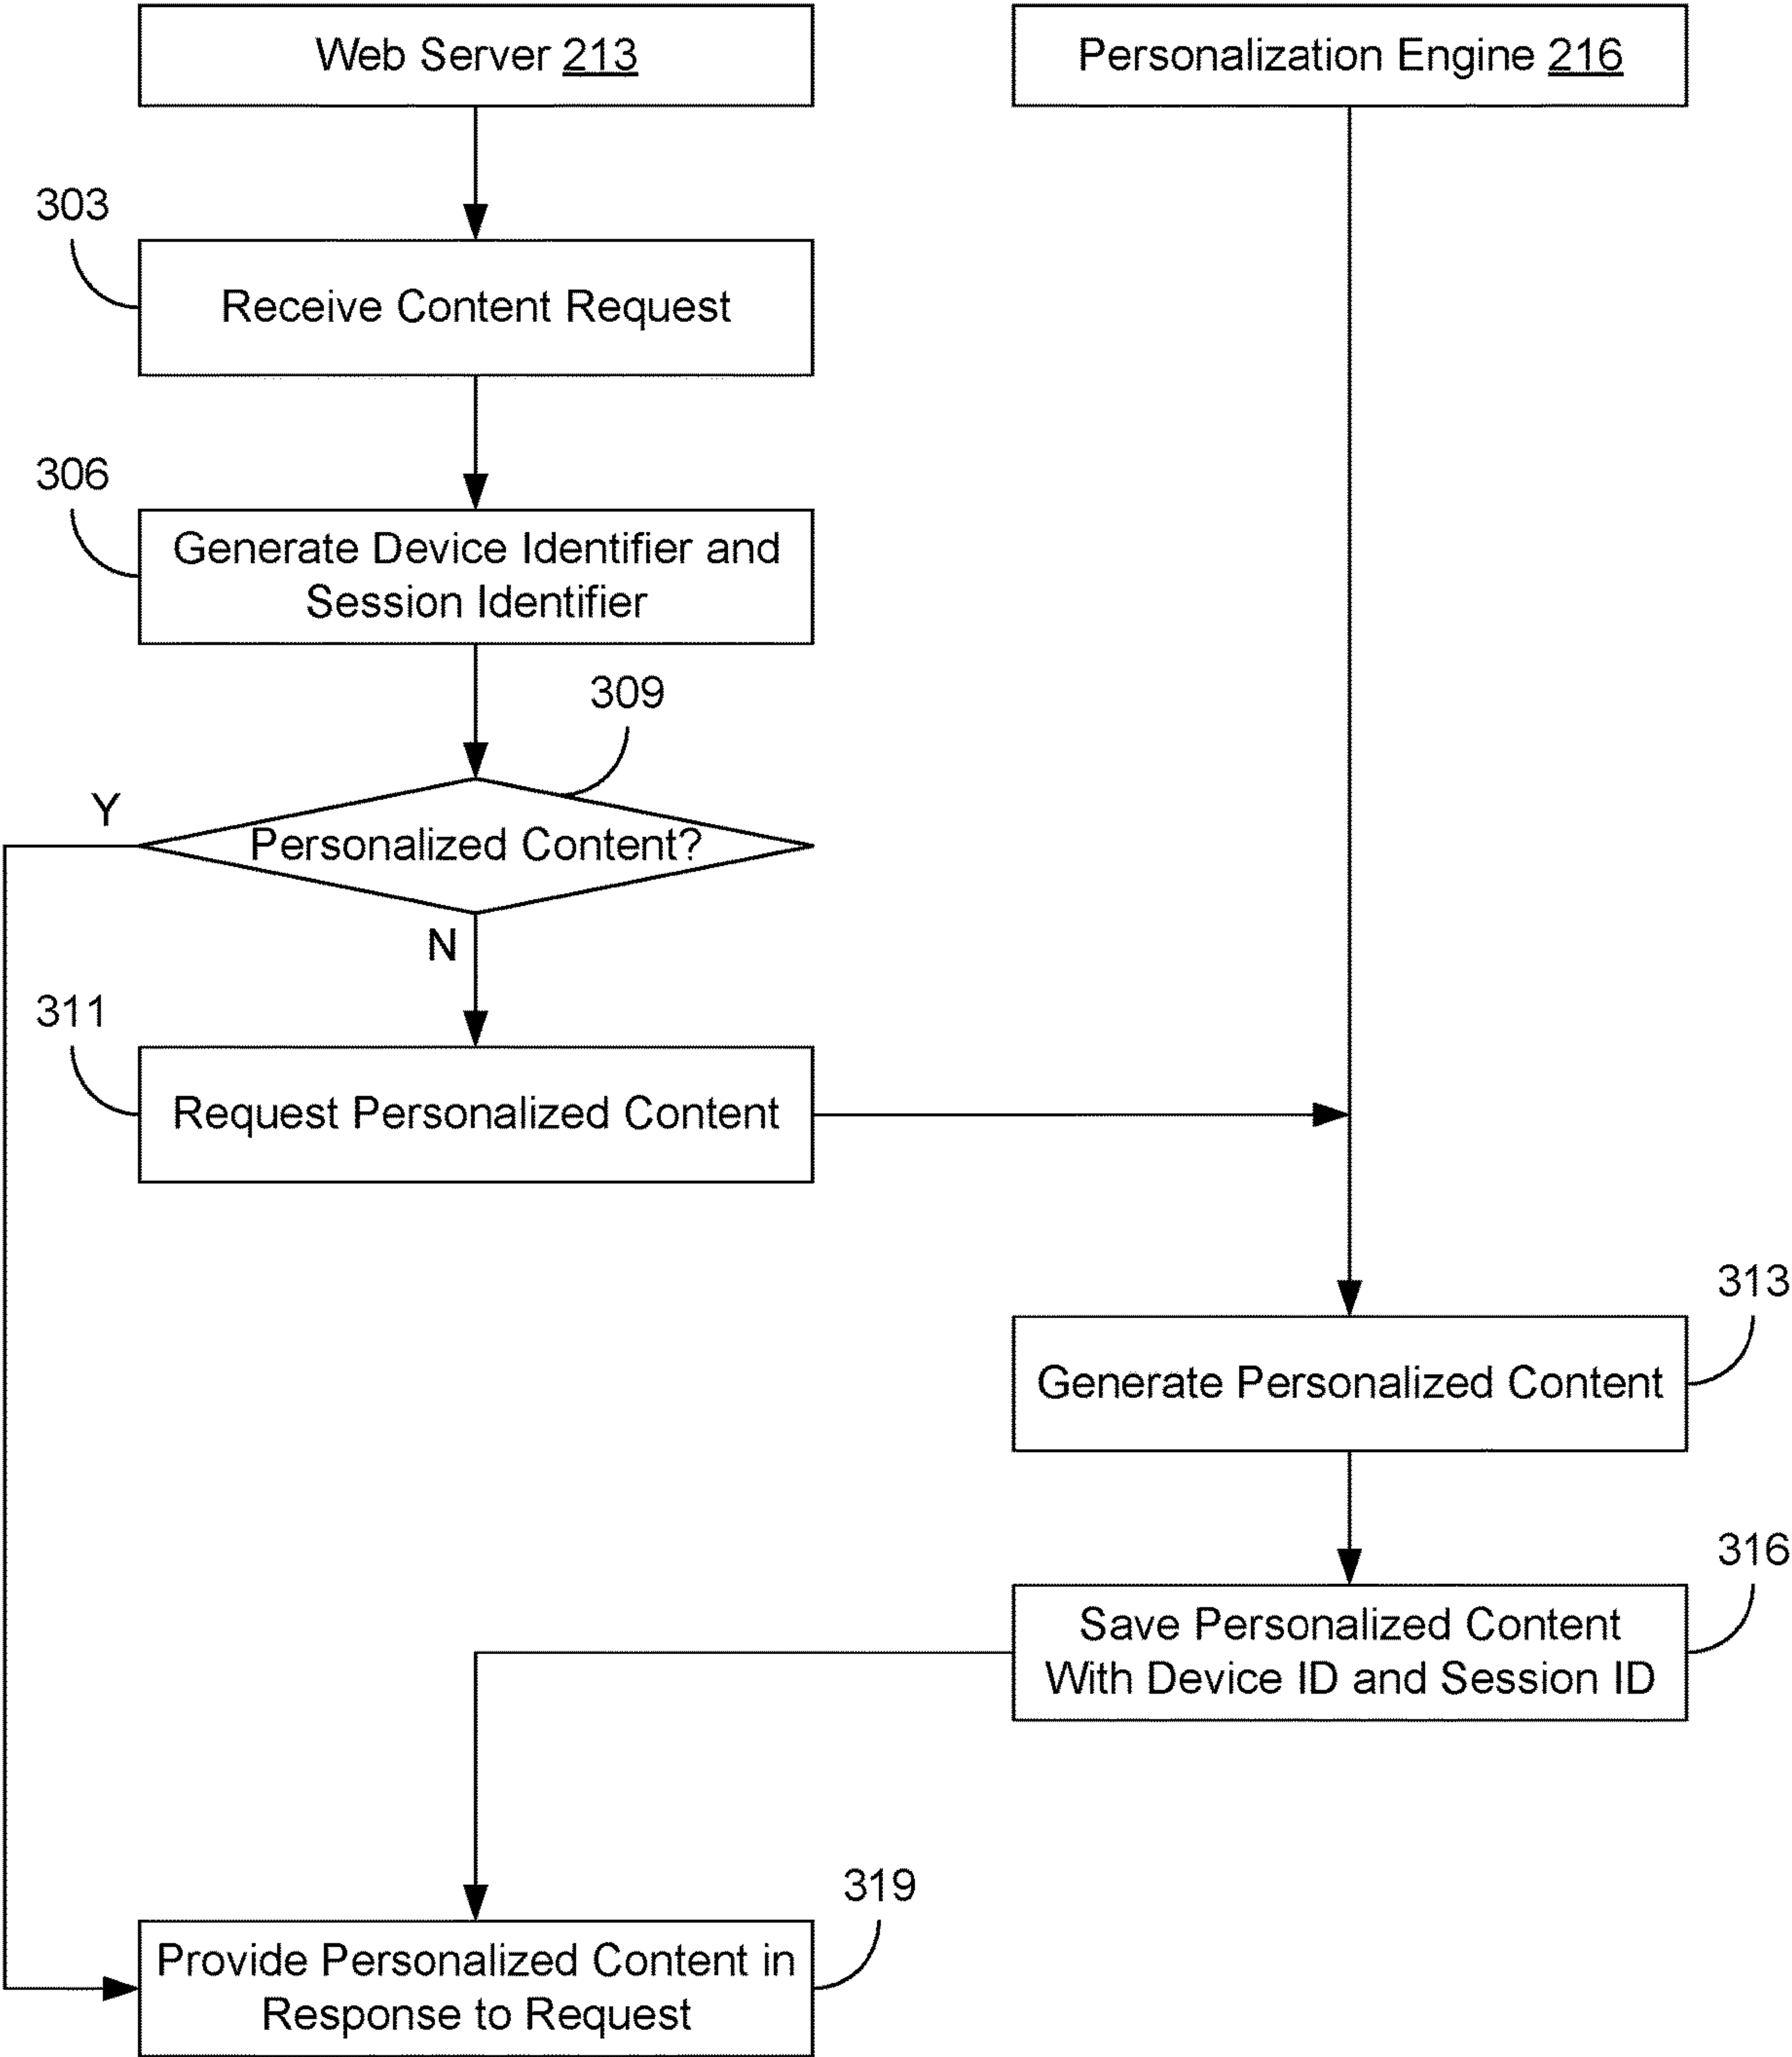 Web Server 213
Personalization Engine 216
303
Receive Content Request
306
Generate Device Identifier and
Session Identifier
309
Y
Personalized Content?
N
311
Request Personalized Content
313
Generate Personalized Content
316
Save Personalized Content
With Device ID and Session ID
319
Provide Personalized Content in
Response to Request